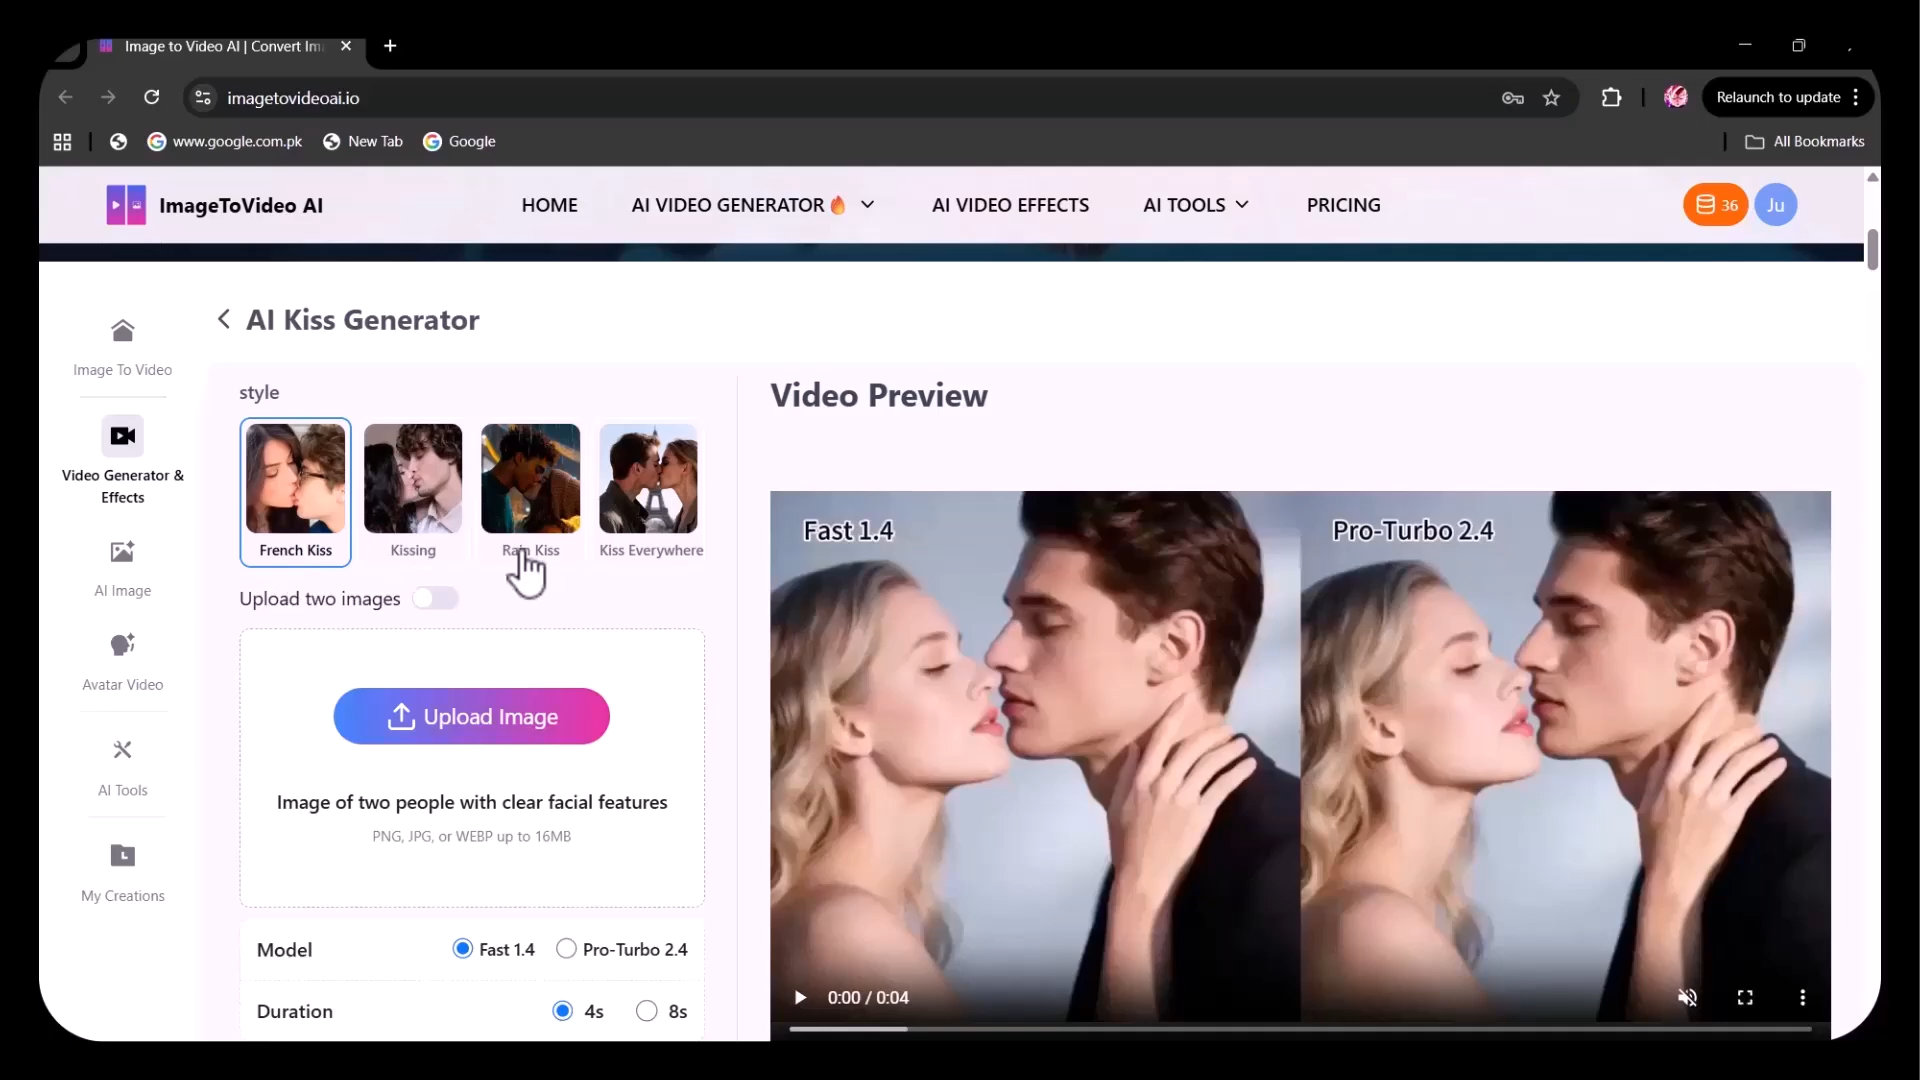 Image to Video AI | Convert Im
imagetovideoai.io
Relaunch to update
www.google.com.pk
New Tab
Google
All Bookmarks
ImageToVideo AI
HOME
AI VIDEO GENERATOR
AI VIDEO EFFECTS
AI TOOLS
PRICING
36
Ju
AI Kiss Generator
Image To Video
Video Generator &
Effects
AI Image
Avatar Video
AI Tools
My Creations
style
French Kiss
Kissing
Rain Kiss
Kiss Everywhere
Upload two images
Upload Image
Image of two people with clear facial features
PNG, JPG, or WEBP up to 16MB
Model
Fast 1.4
Pro-Turbo 2.4
Duration
4s
8s
Video Preview
Fast 1.4
Pro-Turbo 2.4
0:00 / 0:04